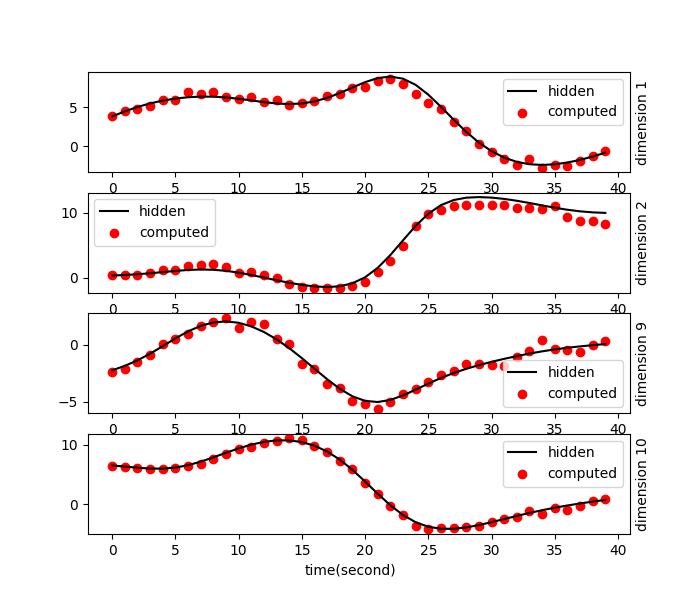 5
0
hidden
computed
dimension 1
0 5 10 15 20 25 30 35 40
10
0
hidden
computed
dimension 2
0 5 10 15 20 25 30 35 40
0
−5
hidden
computed
dimension 9
0 5 10 15 20 25 30 35 40
10
0
hidden
computed
dimension 10
0 5 10 15 20 25 30 35 40
time(second)